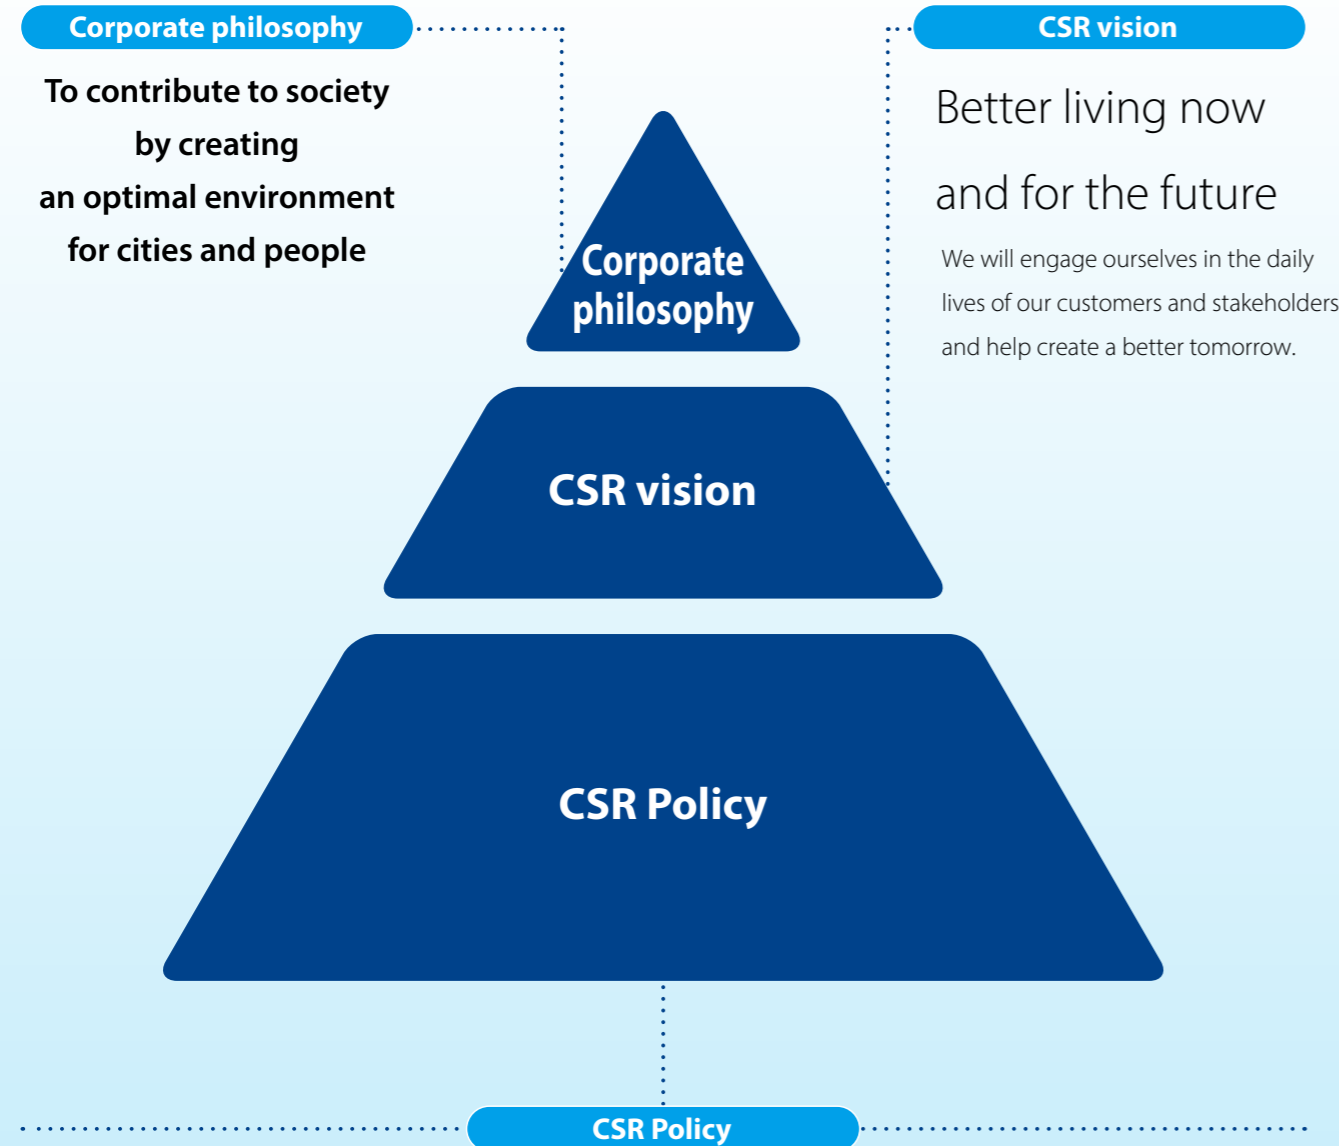 Corporate philosophy
To contribute to society
by creating
an optimal environment
for cities and people
CSR vision
Better living now
and for the future
We will engage ourselves in the daily
lives of our customers and stakeholders
and help create a better tomorrow.
Corporate
philosophy
CSR vision
CSR Policy
CSR Policy